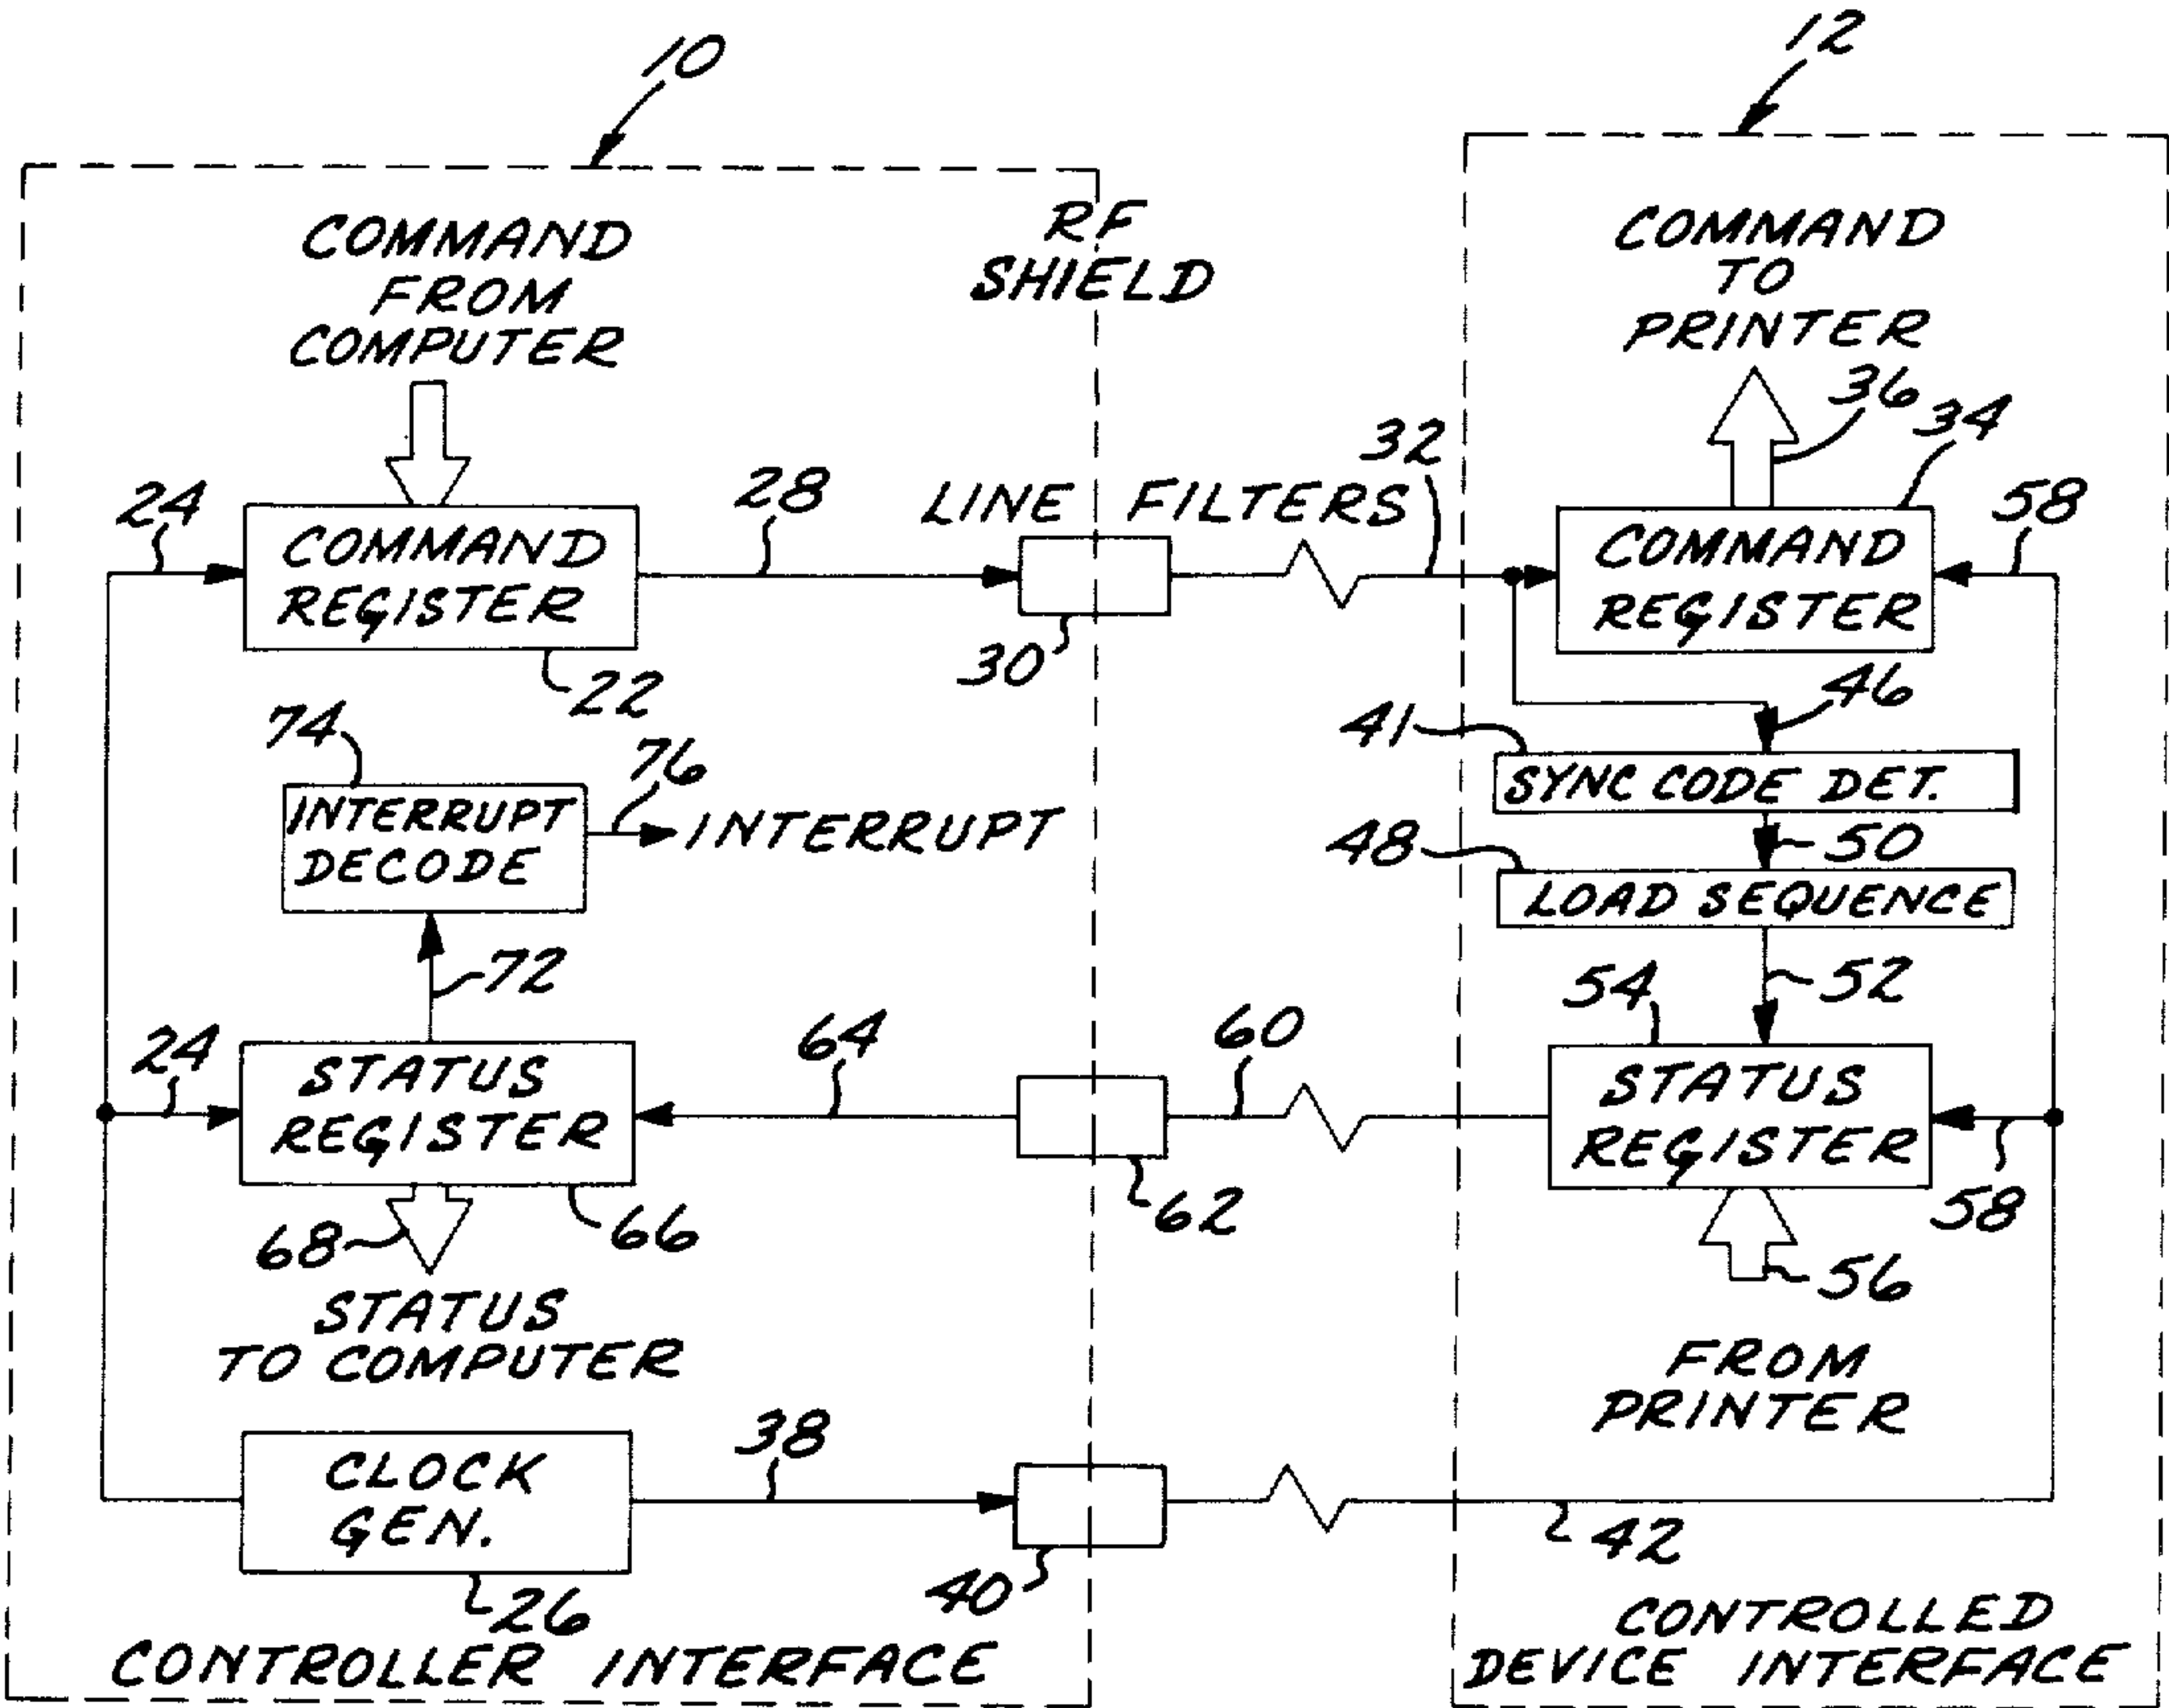 10
12
COMMAND
FROM
COMPUTER
RF
SHIELD
COMMAND
TO
PRINTER
36
34
32
24
28
LINE FILTERS
58
COMMAND
REGISTER
COMMAND
REGISTER
22
30
46
74
76
41
INTERRUPT
DECODE
INTERRUPT
SYNC CODE DET.
50
48
LOAD SEQUENCE
72
52
54
24
64
60
STATUS
REGISTER
STATUS
REGISTER
68
66
62
58
56
STATUS
TO COMPUTER
FROM
PRINTER
38
CLOCK
GEN.
42
40
26
CONTROLLER INTERFACE
CONTROLLED
DEVICE INTERFACE